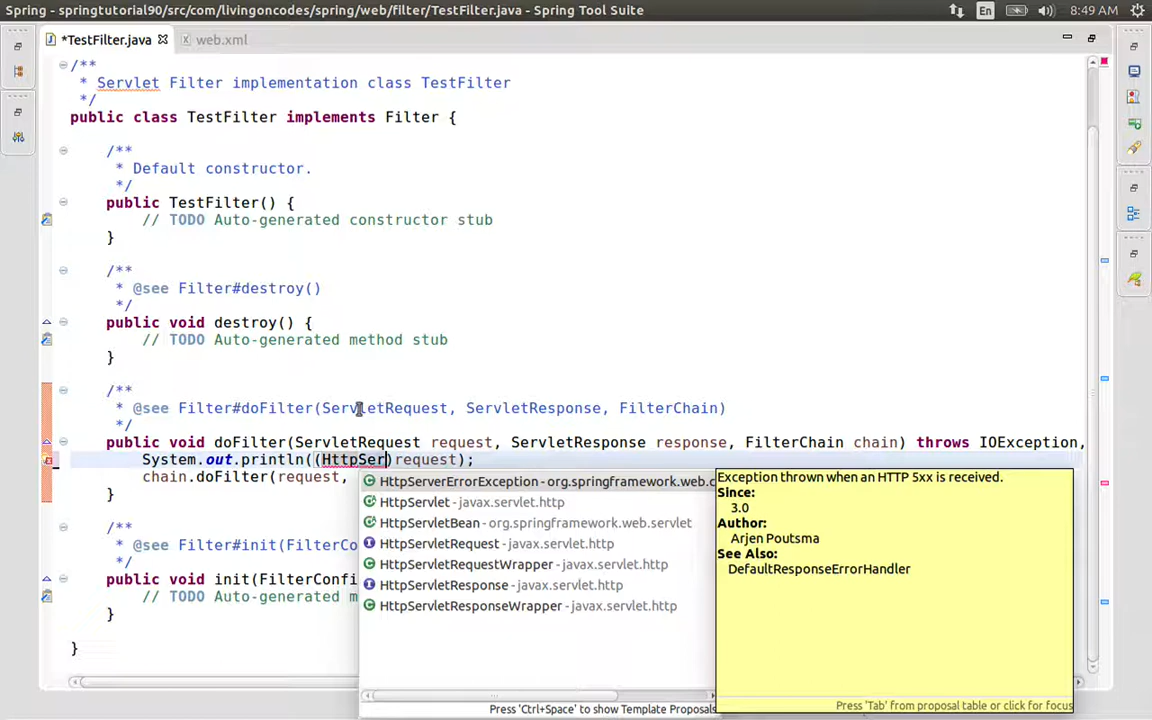 Spring - springtutorial90/src/com/livingoncodes/spring/web/filter/TestFilter.java - Spring Tool Suite
En
8:49 AM
*TestFilter.java
web.xml
/**
* Servlet Filter implementation class TestFilter
*/
public class TestFilter implements Filter {
/**
* Default constructor.
*/
public TestFilter() {
// TODO Auto-generated constructor stub
}
/**
* @see Filter#destroy()
*/
public void destroy() {
// TODO Auto-generated method stub
}
/**
* @see Filter#doFilter(ServletRequest, ServletResponse, FilterChain)
*/
public void doFilter(ServletRequest request, ServletResponse response, FilterChain chain) throws IOException,
System.out.println((HttpSer)request);
chain.doFilter(request,
}
/**
* @see Filter#init(FilterCo
*/
public void init(FilterConfi
// TODO Auto-generated m
}
}
HttpServerErrorException - org.springframework.web.c
HttpServlet - javax.servlet.http
HttpServletBean - org.springframework.web.servlet
HttpServletRequest - javax.servlet.http
HttpServletRequestWrapper - javax.servlet.http
HttpServletResponse - javax.servlet.http
HttpServletResponseWrapper - javax.servlet.http
Press 'Ctrl+Space' to show Template Proposals
Exception thrown when an HTTP 5xx is received.
Since:
3.0
Author:
Arjen Poutsma
See Also:
DefaultResponseErrorHandler
Press 'Tab' from proposal table or click for focus